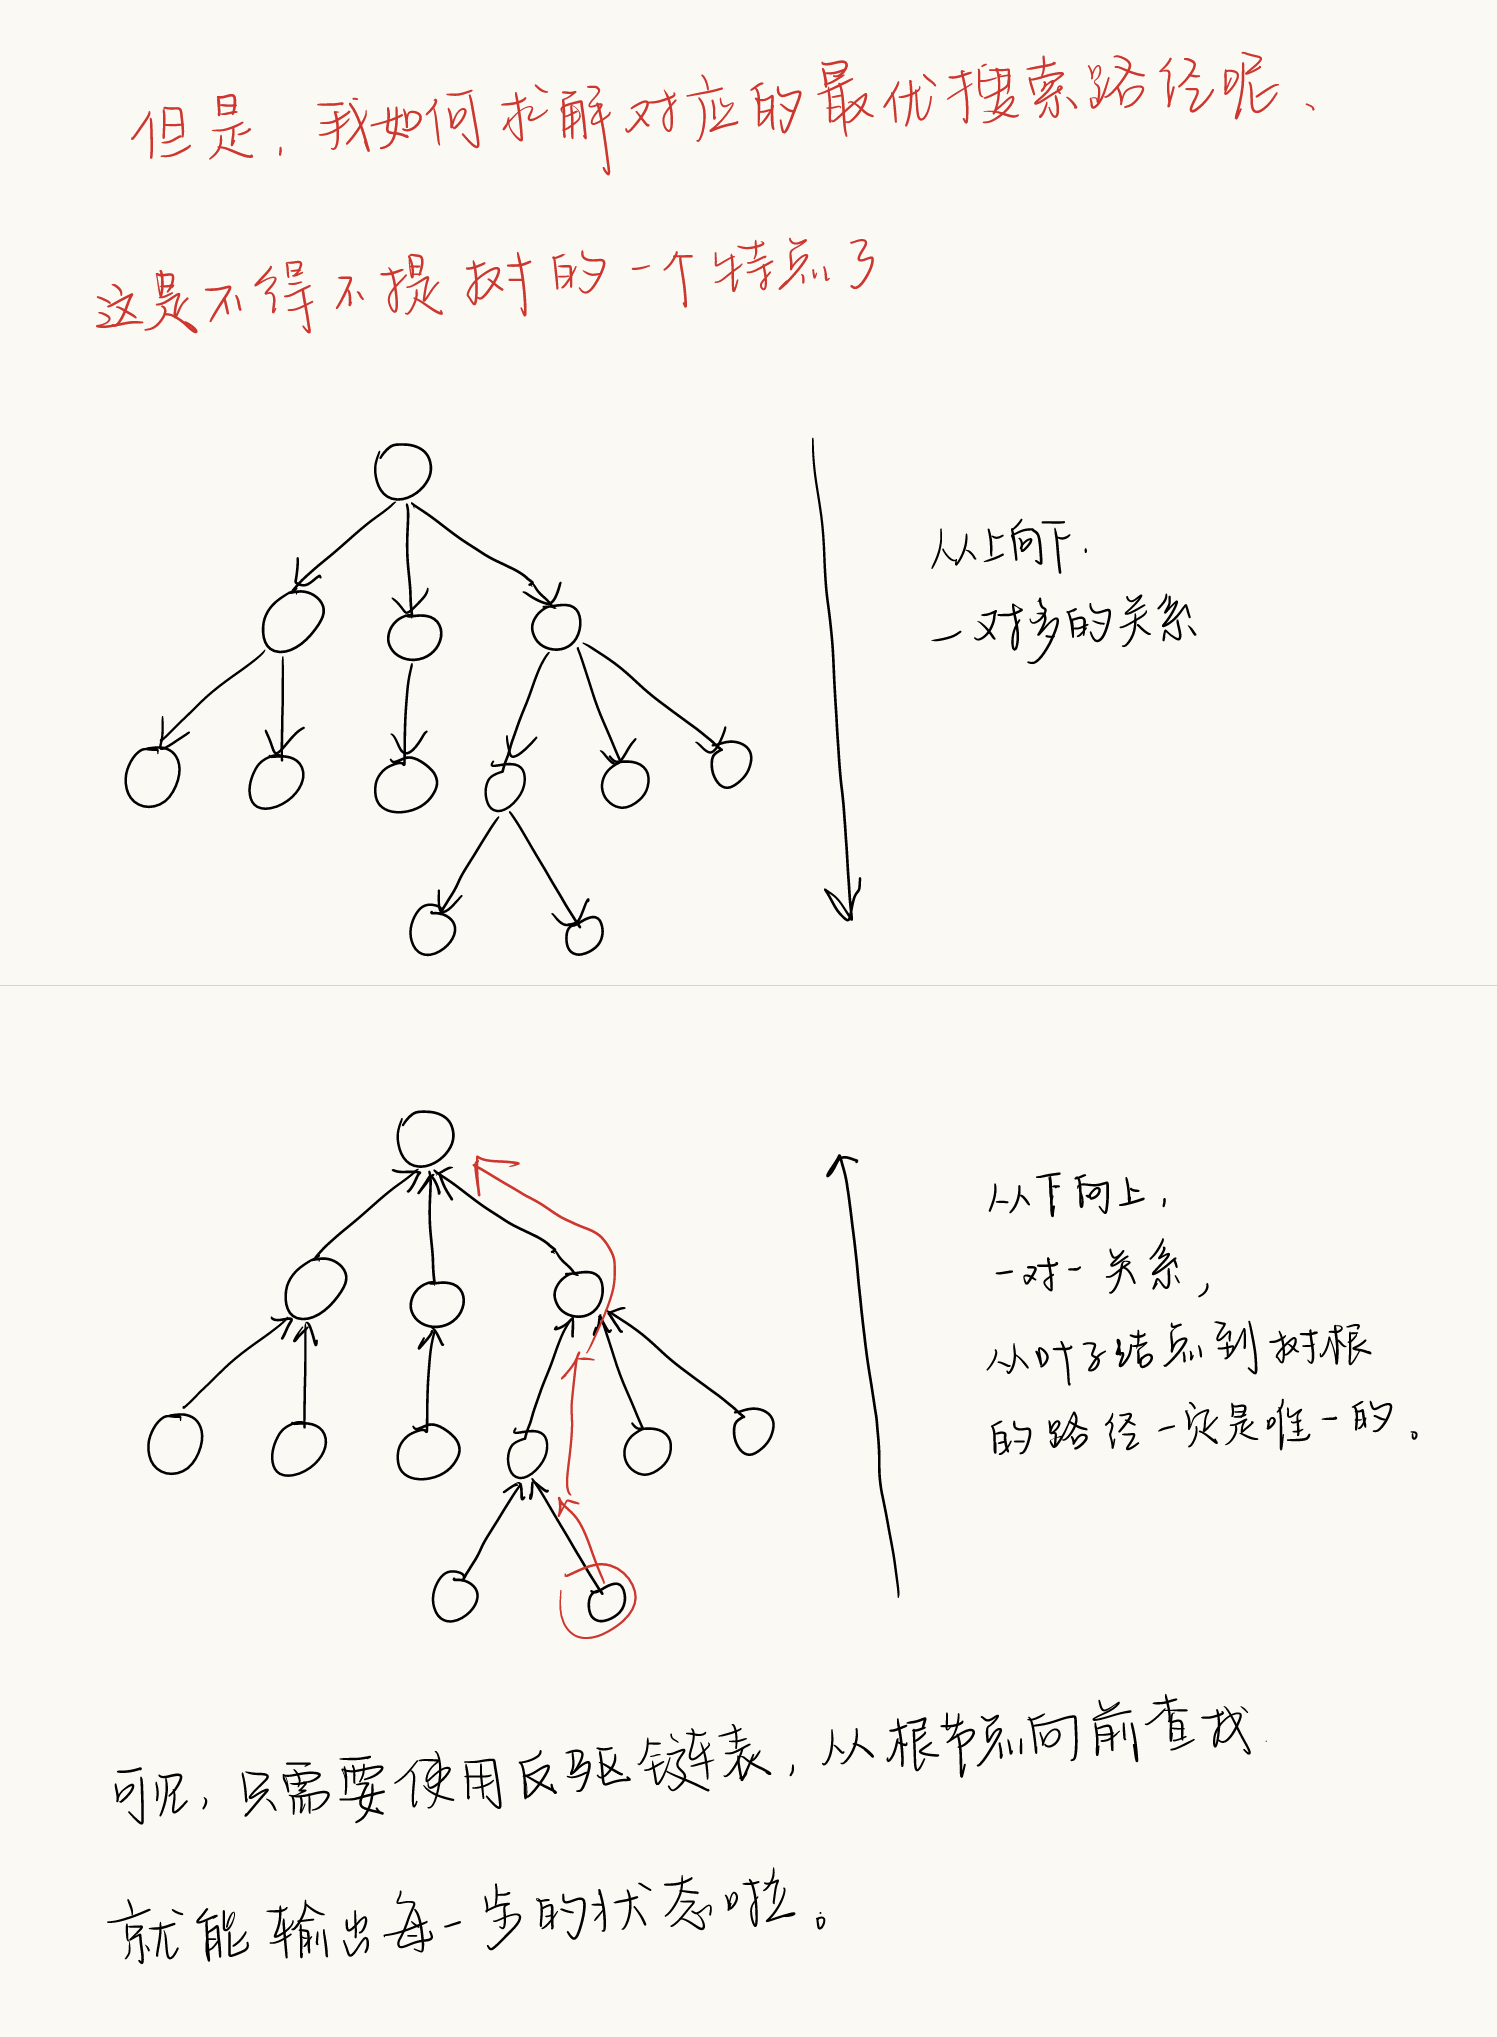 但是，我如何求解对应的最优搜索路径呢、
这是不得不提树的一个特点了
从上向下.
一对多的关系
从下向上，
一对一关系，
从叶子结点到树根
的路径一定是唯一的。
可见，只需要使用反驱链表，从根节点向前查找.
就能输出每一步的状态啦。